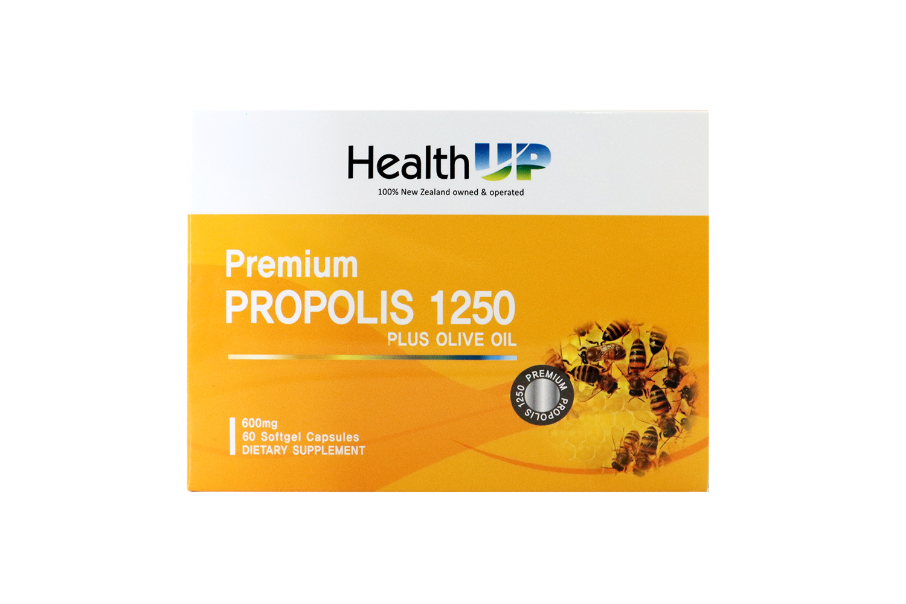 HealthUP
100% New Zealand owned & operated
Premium
PROPOLIS 1250
PLUS OLIVE OIL
PREMIUM PROPOLIS 1250
600mg
60 Softgel Capsules
DIETARY SUPPLEMENT